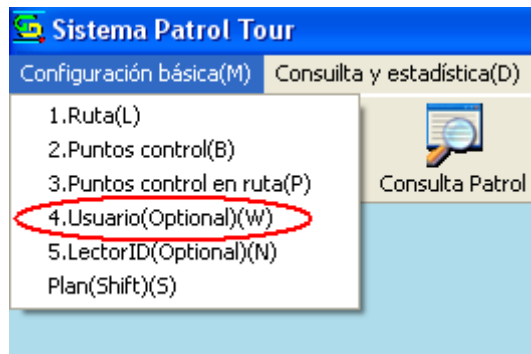 Sistema Patrol Tour
Configuración básica(M) Consuilta y estadística(D)
1.Ruta(L)
2.Puntos control(B)
3.Puntos control en ruta(P)
4.Usuario(Optional)(W)
5.LectorID(Optional)(N)
Plan(Shift)(S)
Consulta Patrol